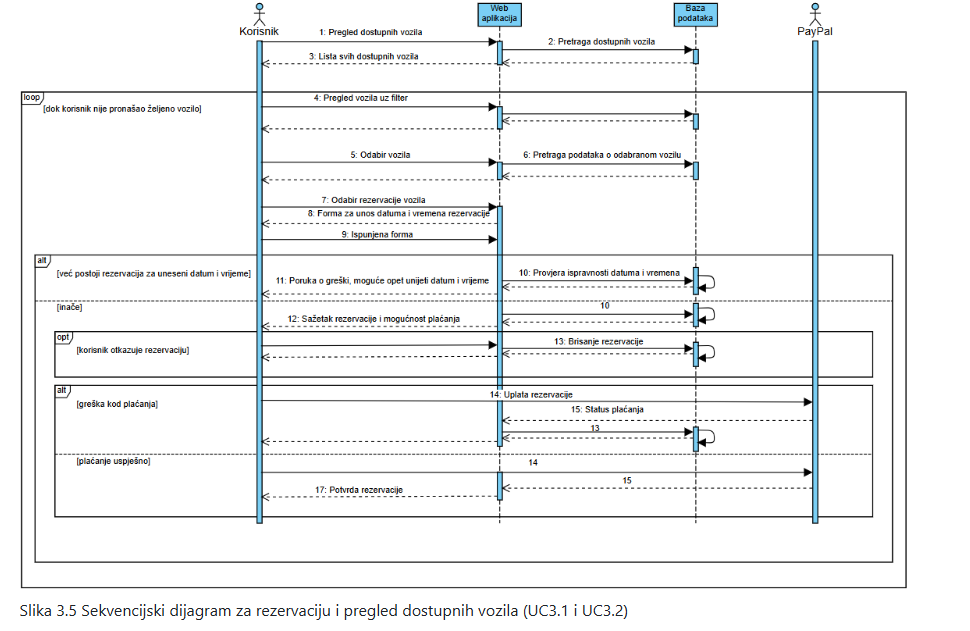 Korisnik
Web
aplikacija
Baza
podataka
PayPal
1: Pregled dostupnih vozila
2: Pretraga dostupnih vozila
3: Lista svih dostupnih vozila
loop
[dok korisnik nije pronašao željeno vozilo]
4: Pregled vozila uz filter
5: Odabir vozila
6: Pretraga podataka o odabranom vozilu
7: Odabir rezervacije vozila
8. Forma za unos datuma i vremena rezervacije
9: Ispunjena forma
alt
[već postoji rezervacija za uneseni datum i vrijeme]
10: Provjera ispravnosti datuma i vremena
11: Poruka o greški, moguće opet unijeti datum i vrijeme
[inače]
10
12: Sažetak rezervacije i mogućnost plaćanja
opt
[korisnik otkazuje rezervaciju]
13: Brisanje rezervacije
alt
[greška kod plaćanja]
14: Uplata rezervacije
15: Status plaćanja
13
[plaćanje uspješno]
14
15
17: Potvrda rezervacije
Slika 3.5 Sekvencijski dijagram za rezervaciju i pregled dostupnih vozila (UC3.1 i UC3.2)